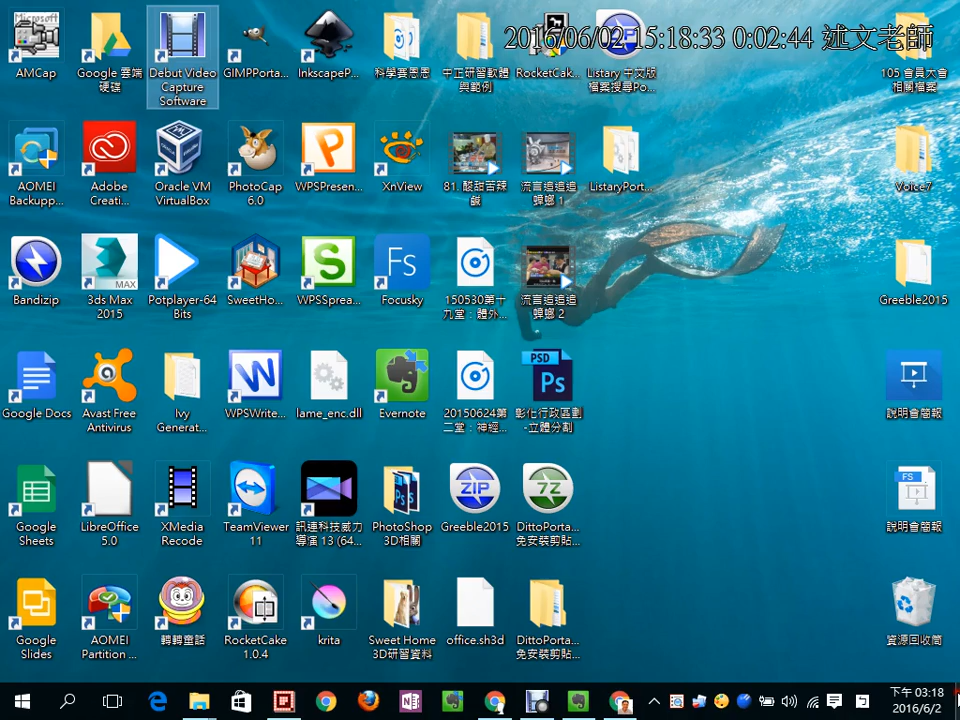 2016/06/02 15:18:33 0:02:44 述文老師
AMCap
Google 雲端
硬碟
Debut Video
Capture
Software
GIMPPorta...
InkscapeP...
科學賽恩思
中正研習軟體
與範例
RocketCak...
Listary 中文版
檔案搜尋Po...
105 會員大會
相關檔案
AOMEI
Backupp...
Adobe
Creati...
Oracle VM
VirtualBox
PhotoCap
6.0
WPSPresen...
XnView
81. 酸甜苦辣
鹹
流言追追追
蟑螂 1
ListaryPort...
Voice7
Bandizip
MAX
3ds Max
2015
Potplayer-64
Bits
SweetHo...
WPSSprea...
Fs
Focusky
150530第十
九堂：體外...
流言追追追
蟑螂 2
Greeble2015
Google Docs
Avast Free
Antivirus
Ivy
Generat...
WPSWrite...
lame_enc.dll
Evernote
20150624第
二堂：神經...
PSD
Ps
彰化行政區劃
-立體分割
說明會簡報
Google
Sheets
LibreOffice
5.0
XMedia
Recode
TeamViewer
11
訊連科技威力
導演 13 (64...
PhotoShop
3D相關
ZIP
Greeble2015
7Z
DittoPorta...
免安裝剪貼...
FS
說明會簡報
Google
Slides
AOMEI
Partition ...
轉轉童話
RocketCake
1.0.4
krita
Sweet Home
3D研習資料
office.sh3d
DittoPorta...
免安裝剪貼...
資源回收筒
下午 03:18
2016/6/2